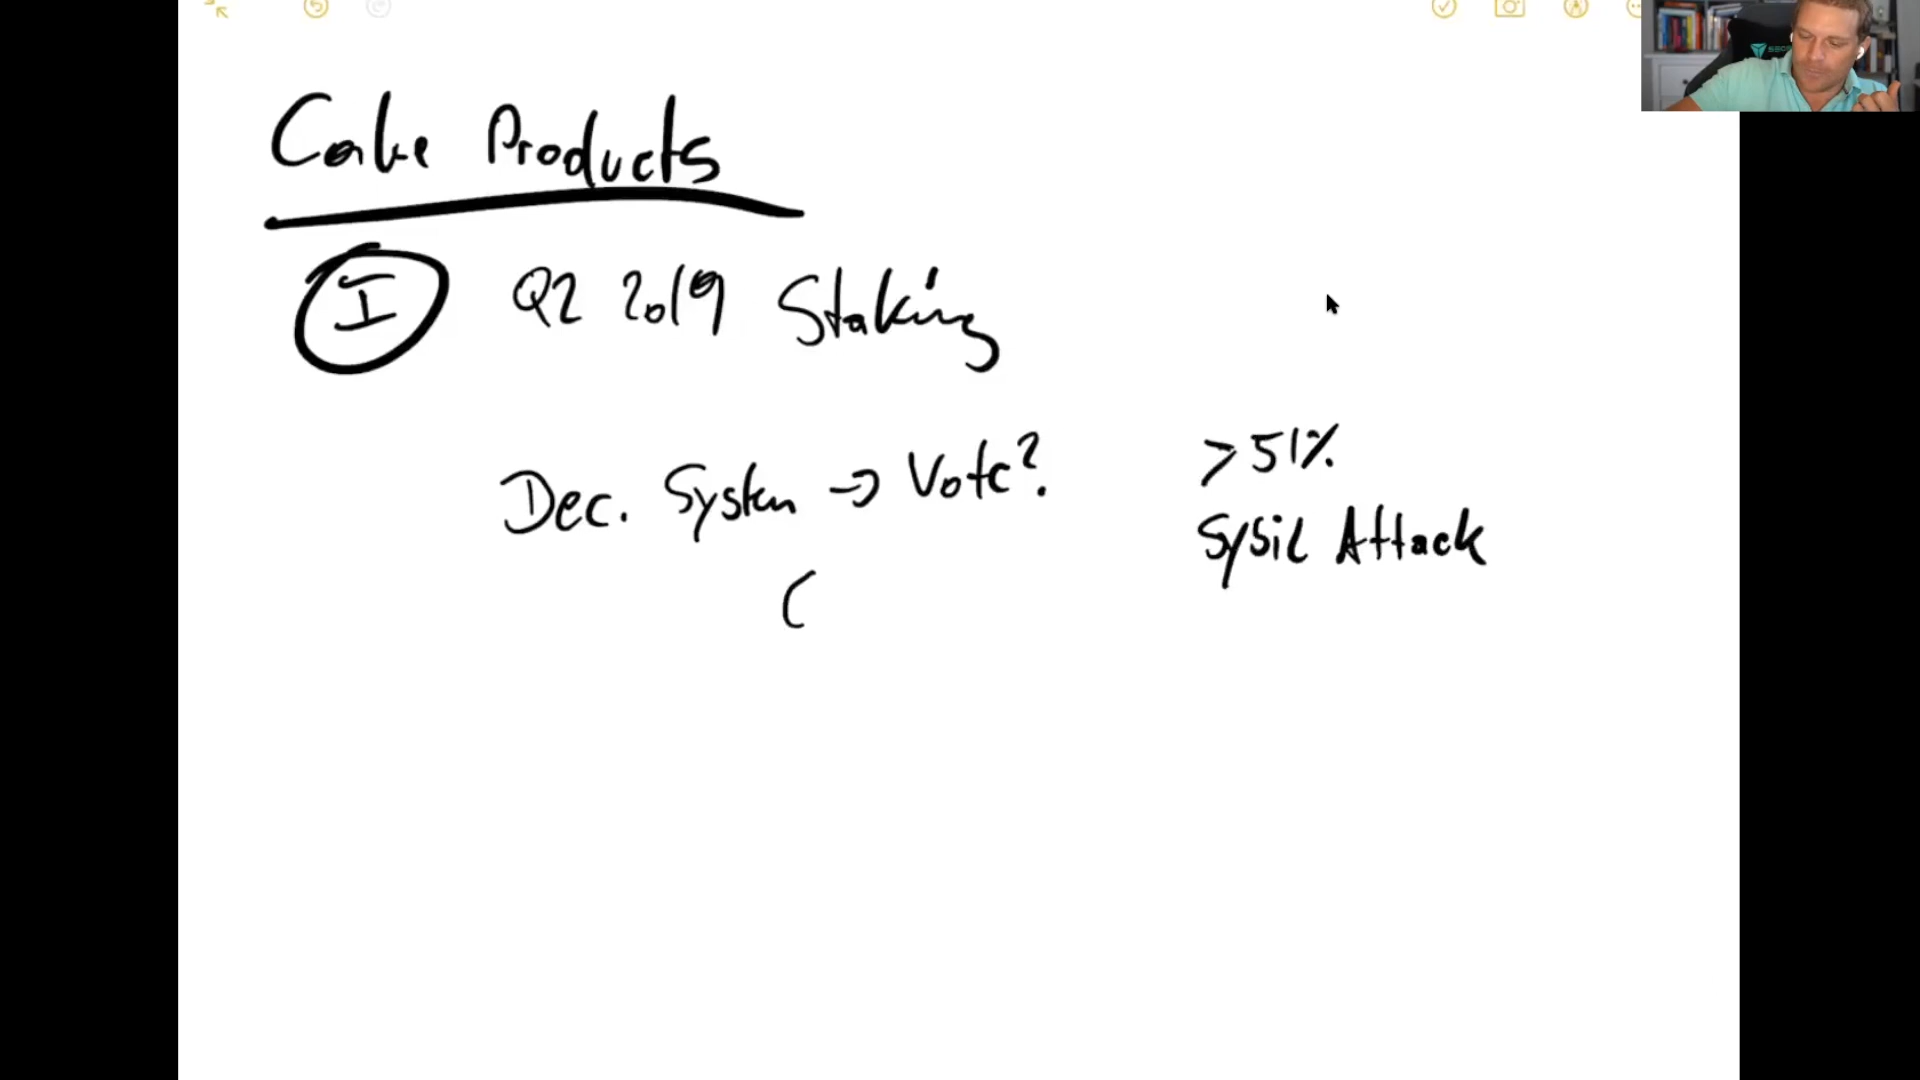 Cake Products
I Q2 2019 Staking
Dec. System → Vote?
>51%
Sysil Attack
(